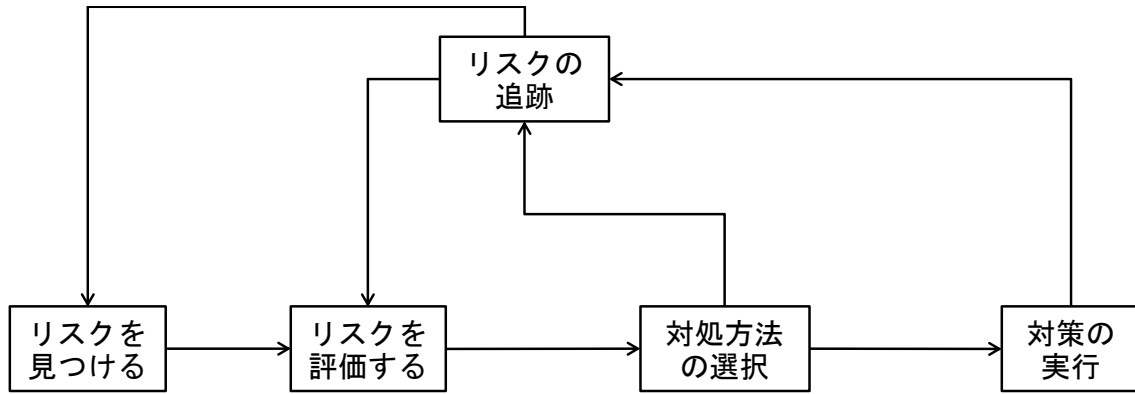 リスクの
追跡
リスクを
見つける
リスクを
評価する
対処方法
の選択
対策の
実行